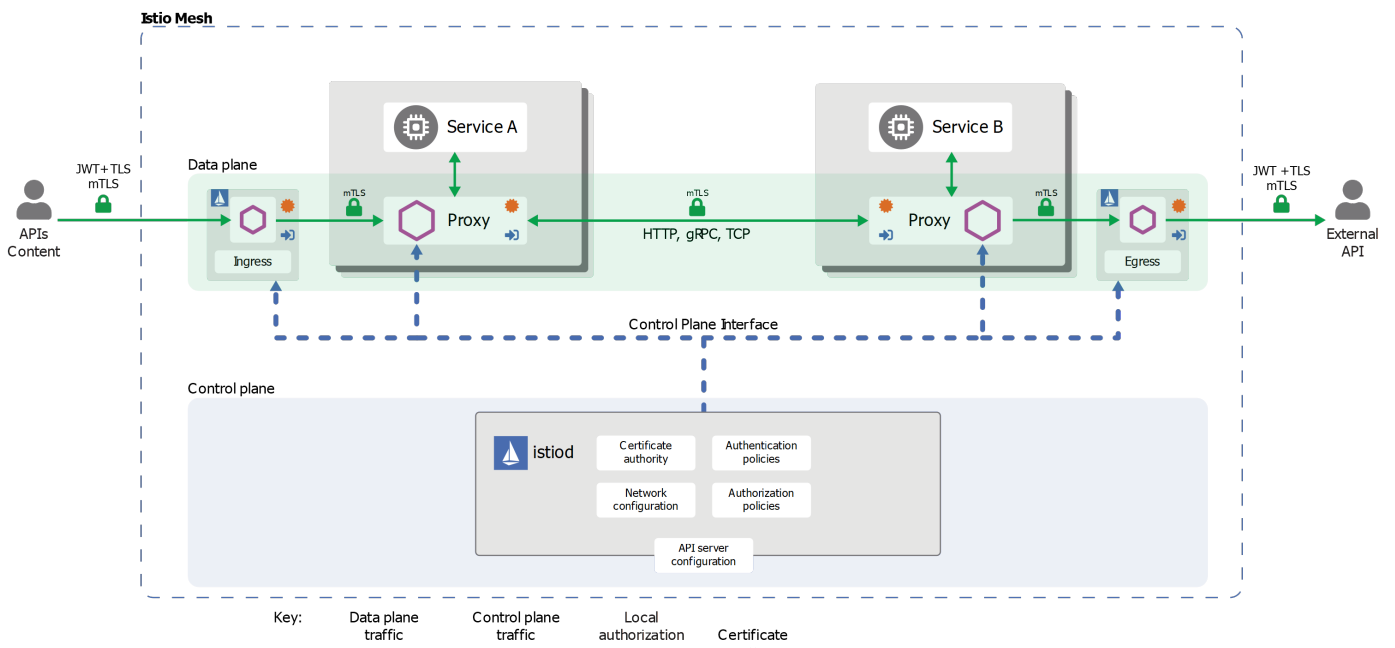 Istio Mesh
Service A
Service B
Data plane
JWT+TLS
mTLS
JWT +TLS
mTLS
mTLS
mTLS
mTLS
Proxy
Proxy
APIs
Content
HTTP, gRPC, TCP
External
API
Ingress
Egress
Control Plane Interface
Control plane
istiod
Certificate
authority
Authentication
policies
Network
configuration
Authorization
policies
API server
configuration
Key:
Data plane
traffic
Control plane
traffic
Local
authorization
Certificate